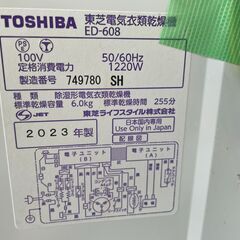 TOSHIBA 東芝電気衣類乾燥機
ED-608
100V 50/60Hz
定格消費電力 1220W
製造番号 749780 SH
種類 除湿形電気衣類乾燥機
標準乾燥容量 6.0kg 標準乾燥時間 255分
JET 東芝ライフスタイル株式会社
2023年製
日本国内専用
Use only in Japan
配線図
電子ユニット
(B)
電子ユニット
(A)